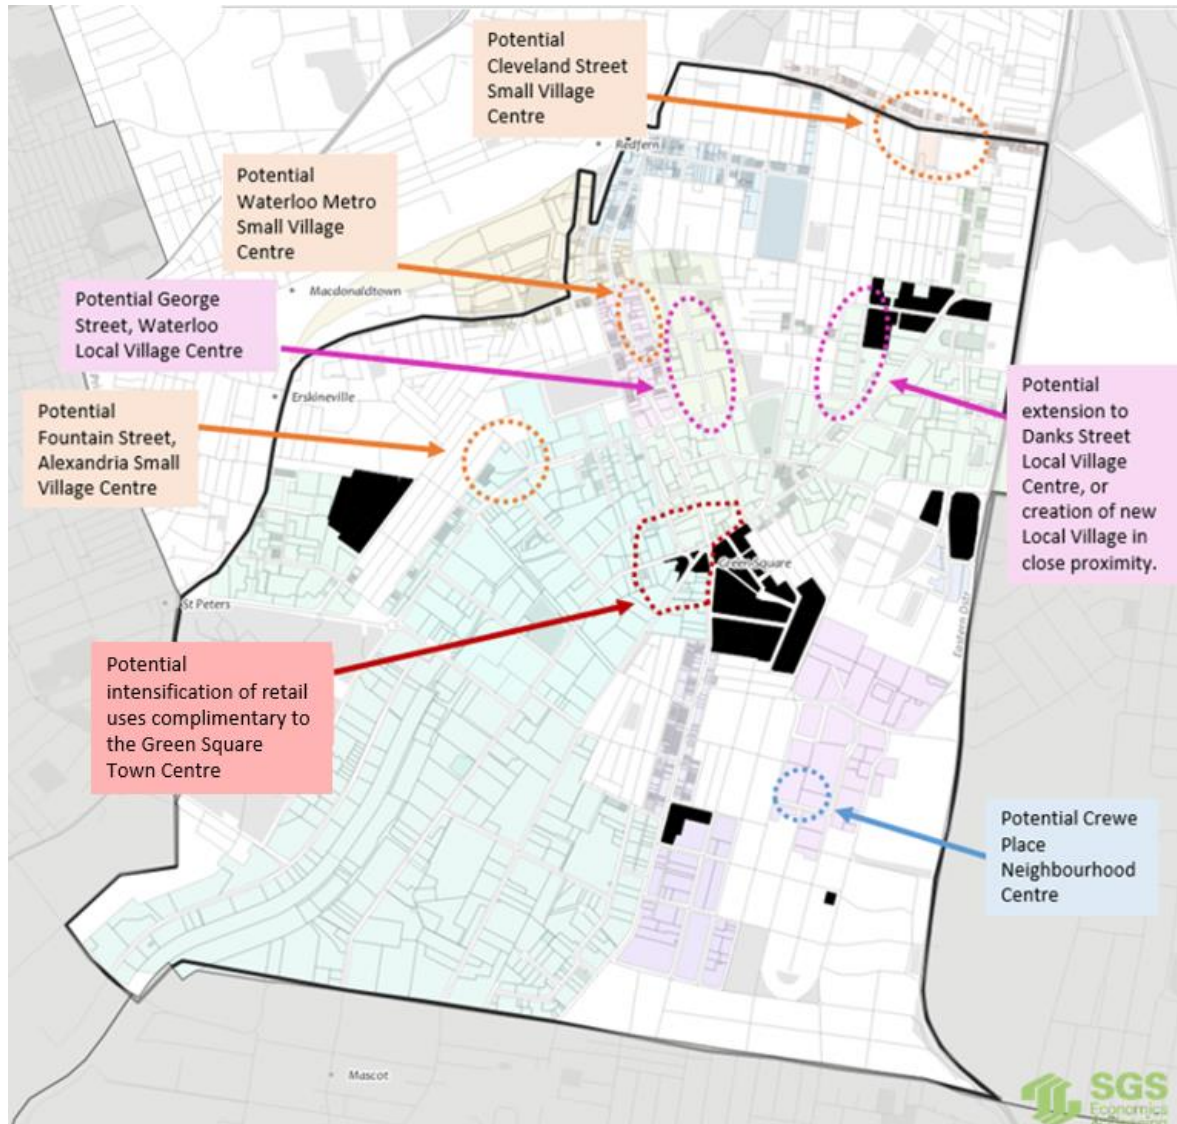 Potential
Cleveland Street
Small Village
Centre
Redfern
Potential
Waterloo Metro
Small Village
Centre
Macdonaldtown
Potential George
Street, Waterloo
Local Village Centre
Erskineville
Potential
Fountain Street,
Alexandria Small
Village Centre
Potential
extension to
Danks Street
Local Village
Centre, or
creation of new
Local Village in
close proximity.
Green Square
St Peters
Eastern Distr
Potential
intensification of retail
uses complimentary to
the Green Square
Town Centre
Potential Crewe
Place
Neighbourhood
Centre
Mascot
SGS
Economics
& Planning